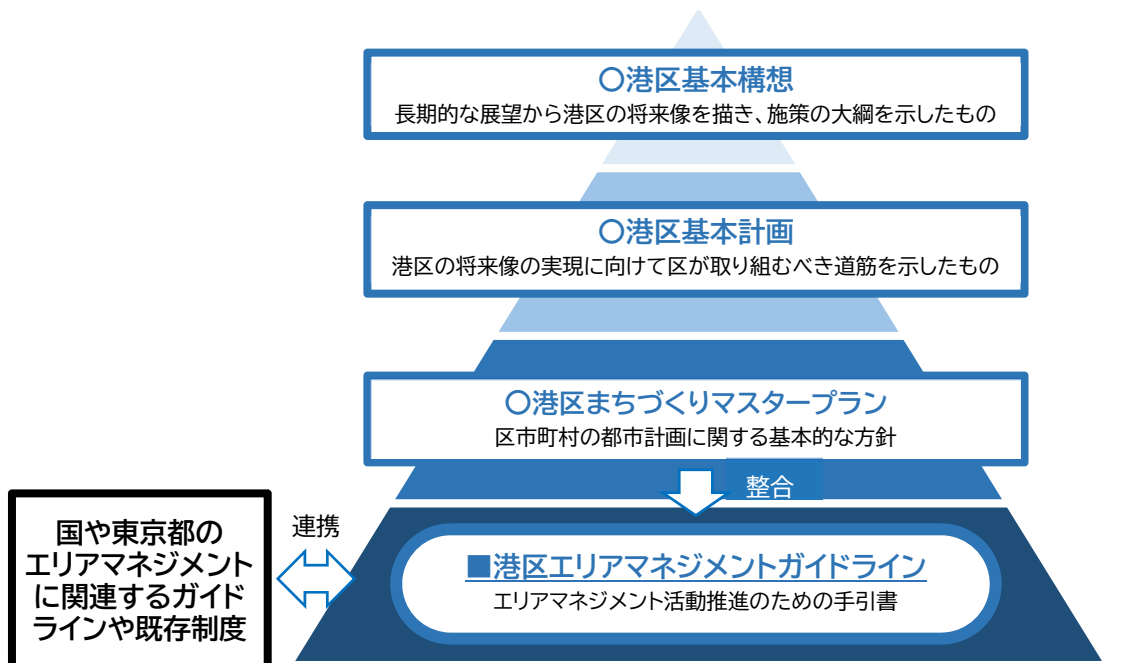 〇港区基本構想
長期的な展望から港区の将来像を描き、施策の大綱を示したもの
〇港区基本計画
港区の将来像の実現に向けて区が取り組むべき道筋を示したもの
〇港区まちづくりマスタープラン
区市町村の都市計画に関する基本的な方針
整合
国や東京都の
エリアマネジメント
に関連するガイド
ラインや既存制度
連携
■港区エリアマネジメントガイドライン
エリアマネジメント活動推進のための手引書